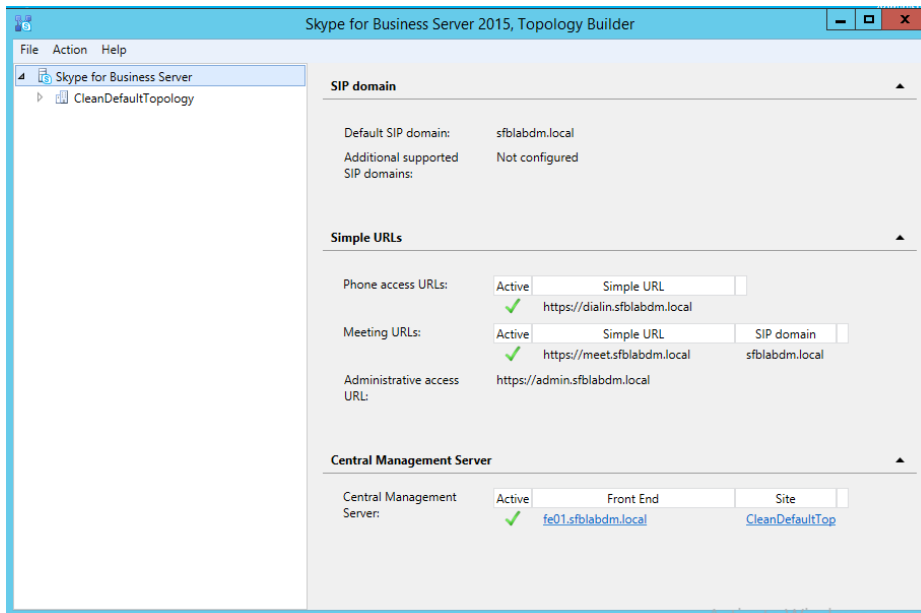 Skype for Business Server 2015, Topology Builder
File Action Help
Skype for Business Server
CleanDefaultTopology
SIP domain
Default SIP domain: sfblabdm.local
Additional supported Not configured
SIP domains:
Simple URLs
Phone access URLs: Active Simple URL
https://dialin.sfblabdm.local
Meeting URLs: Active Simple URL SIP domain
https://meet.sfblabdm.local sfblabdm.local
Administrative access https://admin.sfblabdm.local
URL:
Central Management Server
Central Management Active Front End Site
Server: fe01.sfblabdm.local CleanDefaultTop